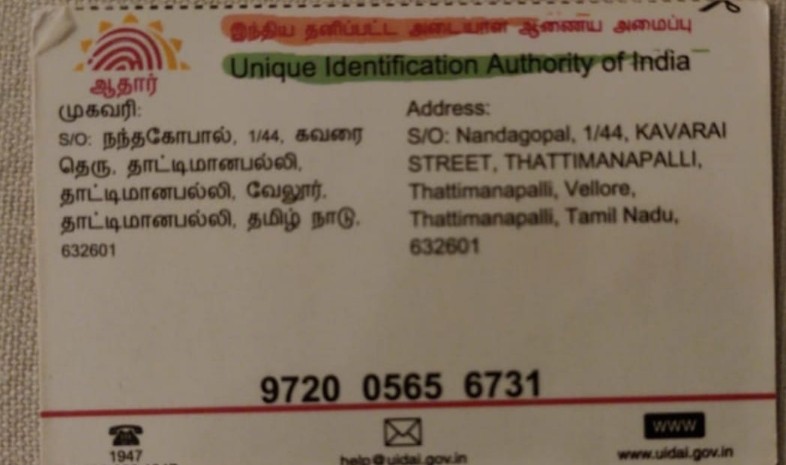 இந்திய தனிப்பட்ட அடையாள ஆணைய அமைப்பு
Unique Identification Authority of India
ஆதார்
முகவரி:
S/O: நந்தகோபால், 1/44, கவரை
தெரு, தாட்டிமானபல்லி,
தாட்டிமானபல்லி, வேலூர்,
தாட்டிமானபல்லி, தமிழ் நாடு,
632601
Address:
S/O: Nandagopal, 1/44, KAVARAI
STREET, THATTIMANAPALLI,
Thattimanapalli, Vellore,
Thattimanapalli, Tamil Nadu,
632601
9720 0565 6731
1947
help@uidai.gov.in
WWW
www.uidai.gov.in